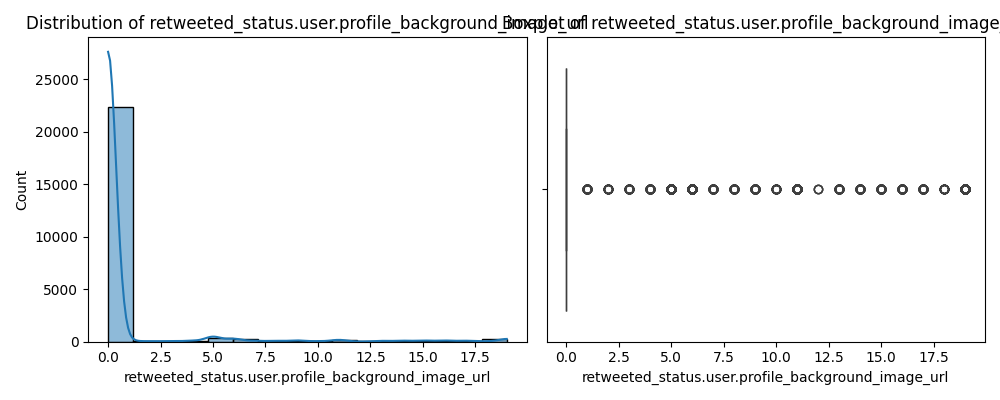 Distribution of retweeted_status.user.profile_background_image_url
Boxplot of retweeted_status.user.profile_background_image_
Count
25000
20000
15000
10000
5000
0
0.0 2.5 5.0 7.5 10.0 12.5 15.0 17.5
retweeted_status.user.profile_background_image_url
0.0 2.5 5.0 7.5 10.0 12.5 15.0 17.5
retweeted_status.user.profile_background_image_url